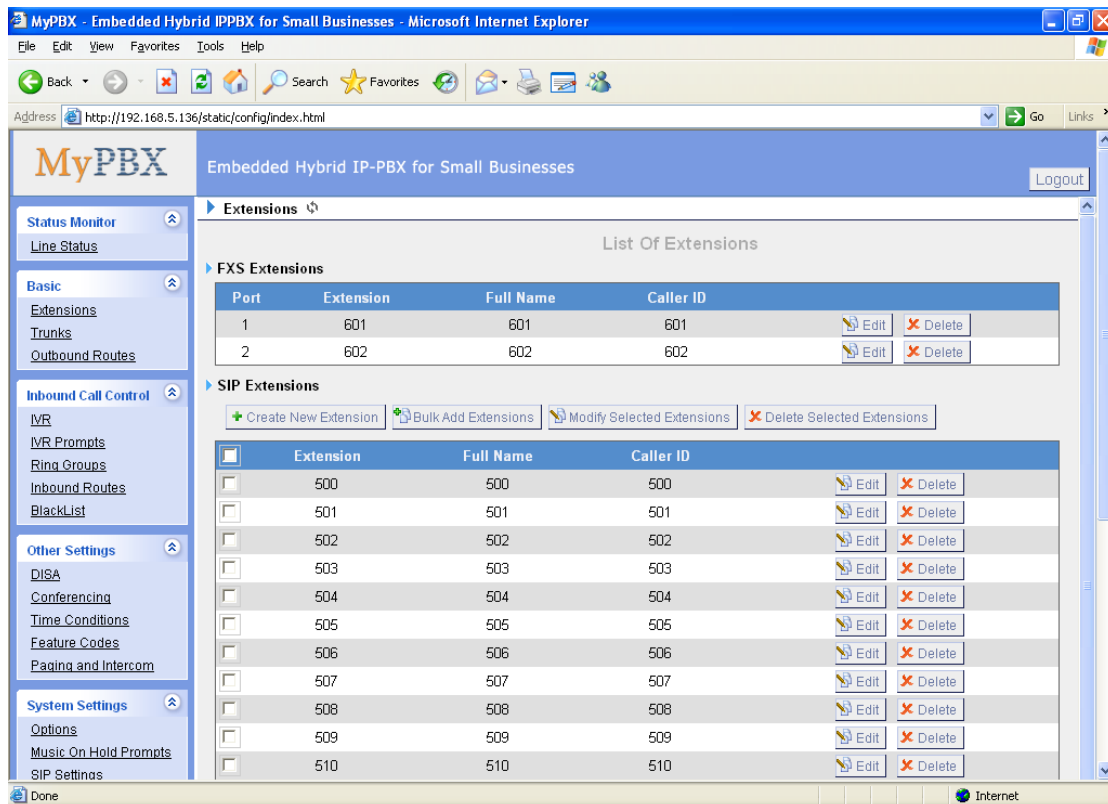 MyPBX - Embedded Hybrid IPPBX for Small Businesses - Microsoft Internet Explorer
File Edit View Favorites Tools Help
Back Search Favorites
Address http://192.168.5.136/static/config/index.html Go Links
MyPBX
Embedded Hybrid IP-PBX for Small Businesses
Logout
Status Monitor
Line Status
Basic
Extensions
Trunks
Outbound Routes
Inbound Call Control
IVR
IVR Prompts
Ring Groups
Inbound Routes
BlackList
Other Settings
DISA
Conferencing
Time Conditions
Feature Codes
Paging and Intercom
System Settings
Options
Music On Hold Prompts
SIP Settings
Extensions
List Of Extensions
FXS Extensions
Port Extension Full Name Caller ID
1 601 601 601 Edit Delete
2 602 602 602 Edit Delete
SIP Extensions
Create New Extension Bulk Add Extensions Modify Selected Extensions Delete Selected Extensions
Extension Full Name Caller ID
500 500 500 Edit Delete
501 501 501 Edit Delete
502 502 502 Edit Delete
503 503 503 Edit Delete
504 504 504 Edit Delete
505 505 505 Edit Delete
506 506 506 Edit Delete
507 507 507 Edit Delete
508 508 508 Edit Delete
509 509 509 Edit Delete
510 510 510 Edit Delete
Done Internet